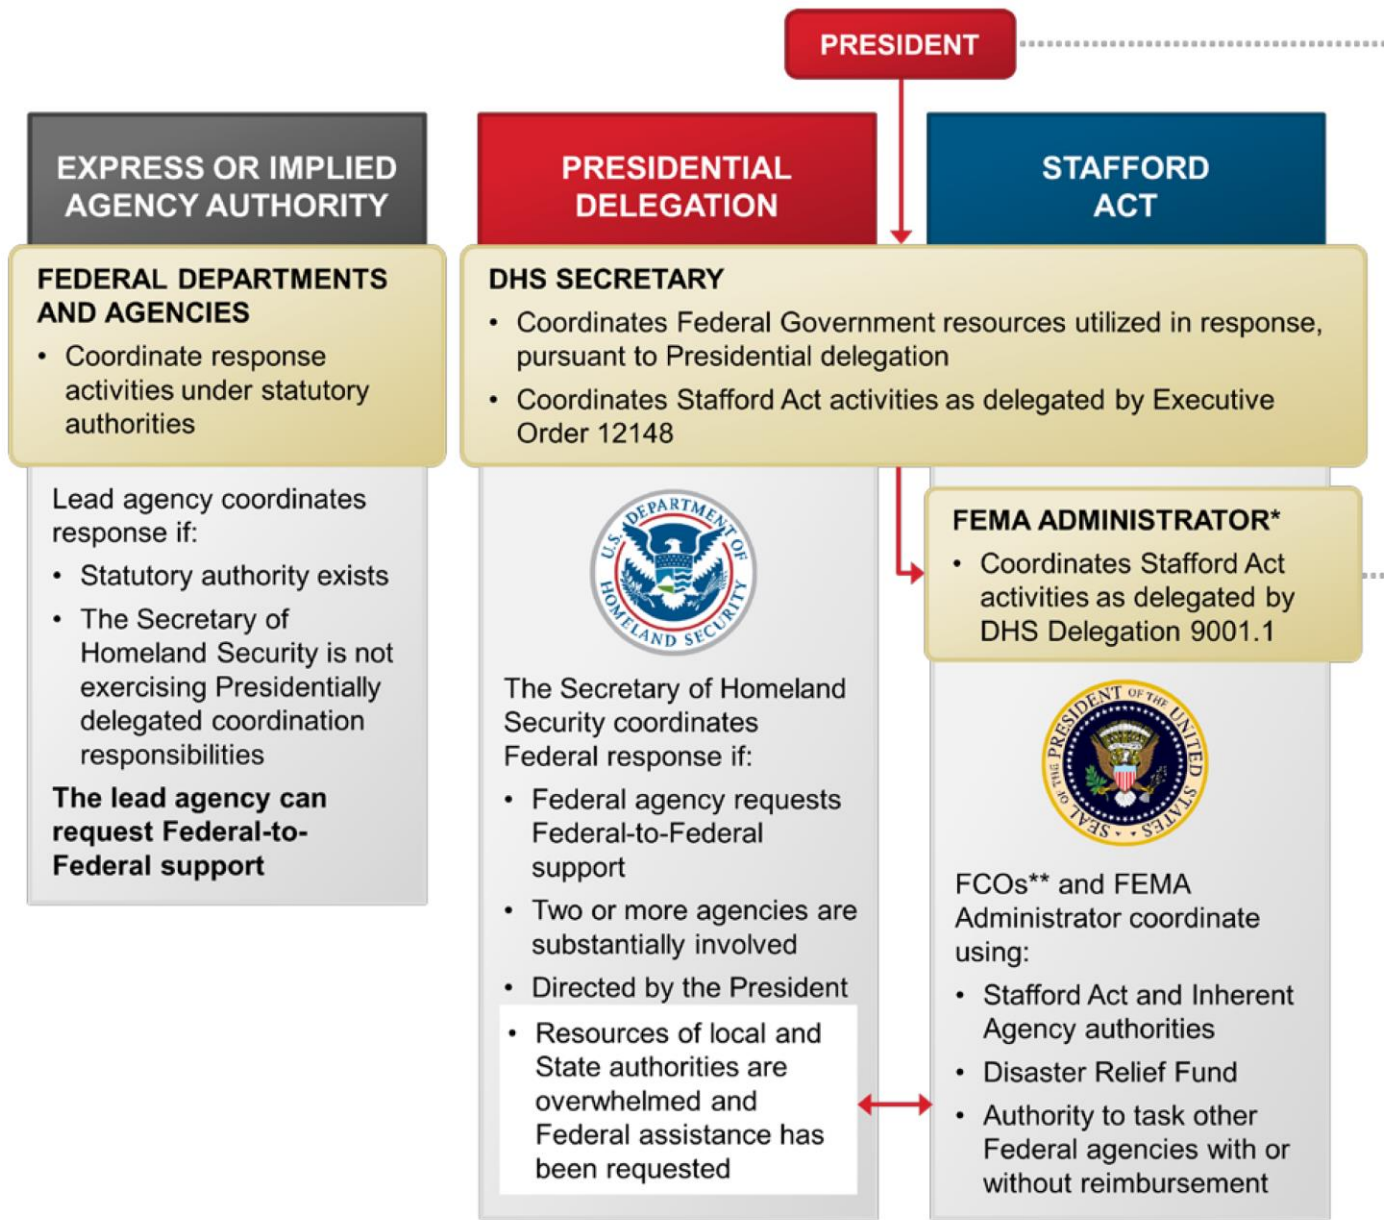 PRESIDENT
EXPRESS OR IMPLIED
AGENCY AUTHORITY
FEDERAL DEPARTMENTS
AND AGENCIES
• Coordinate response
activities under statutory
authorities
Lead agency coordinates
response if:
• Statutory authority exists
• The Secretary of
Homeland Security is not
exercising Presidentially
delegated coordination
responsibilities
The lead agency can
request Federal-to-
Federal support
PRESIDENTIAL
DELEGATION
STAFFORD
ACT
DHS SECRETARY
• Coordinates Federal Government resources utilized in response,
pursuant to Presidential delegation
• Coordinates Stafford Act activities as delegated by Executive
Order 12148
U.S. DEPARTMENT OF
HOMELAND SECURITY
The Secretary of Homeland
Security coordinates
Federal response if:
• Federal agency requests
Federal-to-Federal
support
• Two or more agencies are
substantially involved
• Directed by the President
• Resources of local and
State authorities are
overwhelmed and
Federal assistance has
been requested
FEMA ADMINISTRATOR*
• Coordinates Stafford Act
activities as delegated by
DHS Delegation 9001.1
SEAL OF THE PRESIDENT OF THE UNITED STATES
FCOs** and FEMA
Administrator coordinate
using:
• Stafford Act and Inherent
Agency authorities
• Disaster Relief Fund
• Authority to task other
Federal agencies with or
without reimbursement